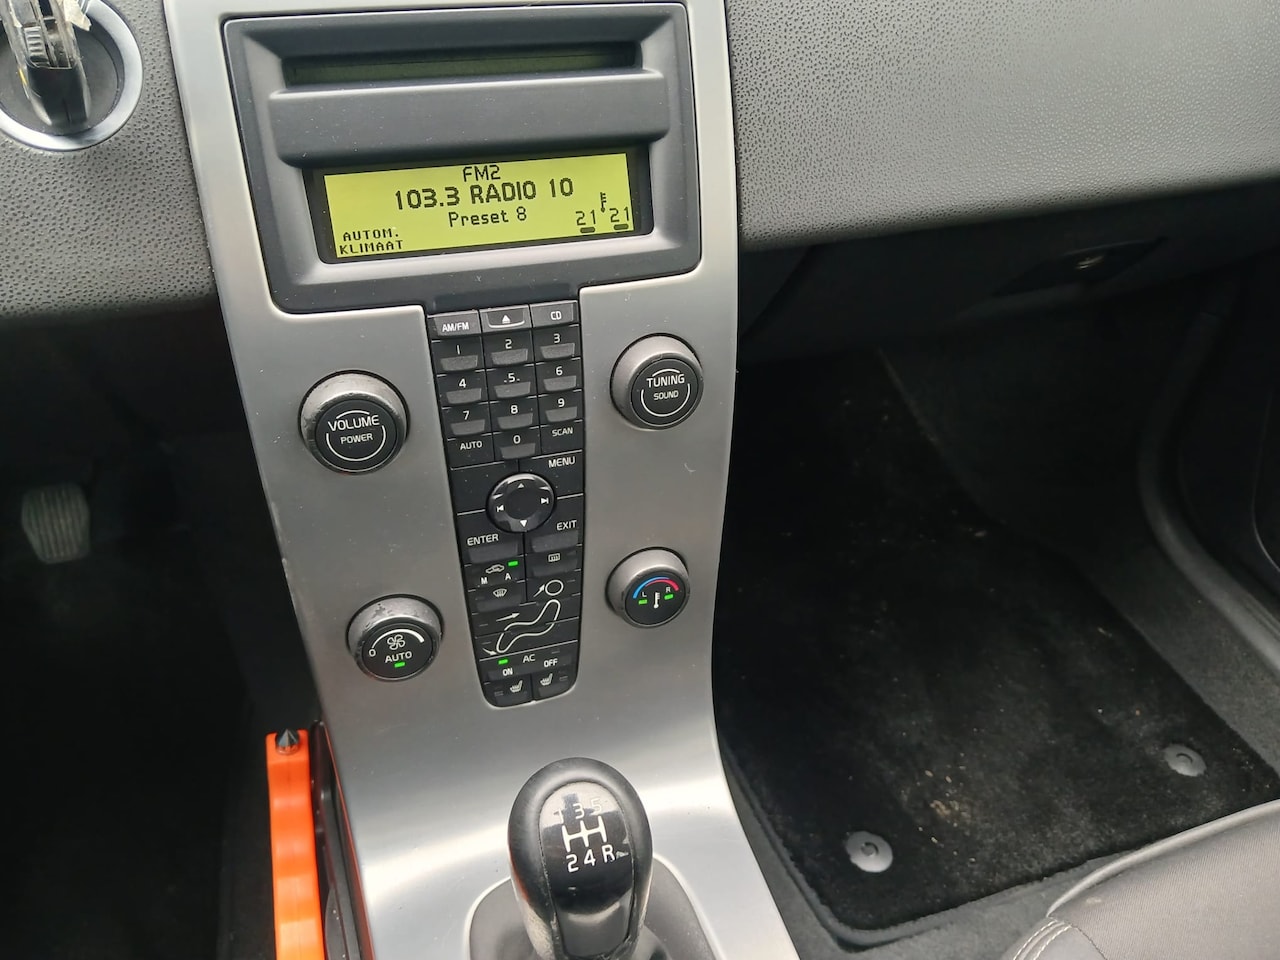 FM2
103.3 RADIO 10
Preset 8
21 21
AUTOM.
KLIMAAT
AM/FM
CD
1 2 3
4 5 6
7 8 9
AUTO 0 SCAN
MENU
ENTER
EXIT
VOLUME
POWER
TUNING
SOUND
M A
L R
0
AUTO
AC
ON OFF
1 3 5
2 4 R